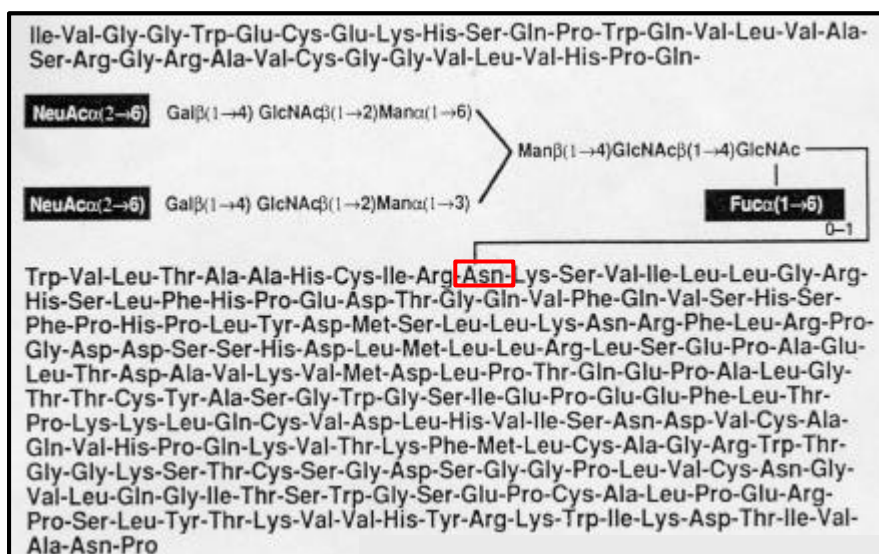 Ile-Val-Gly-Gly-Trp-Glu-Cys-Glu-Lys-His-Ser-Gln-Pro-Trp-Gln-Val-Leu-Val-Ala-
Ser-Arg-Gly-Arg-Ala-Val-Cys-Gly-Gly-Val-Leu-Val-His-Pro-Gln-
NeuAcα(2→6) Galβ(1→4) GlcNAcβ(1→2)Manα(1→6)
Manβ(1→4)GlcNAcβ(1→4)GlcNAc
NeuAcα(2→6) Galβ(1→4) GlcNAcβ(1→2)Manα(1→3)
Fucα(1→6)
0–1
Trp-Val-Leu-Thr-Ala-Ala-His-Cys-Ile-Arg-Asn-Lys-Ser-Val-Ile-Leu-Leu-Gly-Arg-
His-Ser-Leu-Phe-His-Pro-Glu-Asp-Thr-Gly-Gln-Val-Phe-Gln-Val-Ser-His-Ser-
Phe-Pro-His-Pro-Leu-Tyr-Asp-Met-Ser-Leu-Leu-Lys-Asn-Arg-Phe-Leu-Arg-Pro-
Gly-Asp-Asp-Ser-Ser-His-Asp-Leu-Met-Leu-Leu-Arg-Leu-Ser-Glu-Pro-Ala-Glu-
Leu-Thr-Asp-Ala-Val-Lys-Val-Met-Asp-Leu-Pro-Thr-Gln-Glu-Pro-Ala-Leu-Gly-
Thr-Thr-Cys-Tyr-Ala-Ser-Gly-Trp-Gly-Ser-Ile-Glu-Pro-Glu-Glu-Phe-Leu-Thr-
Pro-Lys-Lys-Leu-Gln-Cys-Val-Asp-Leu-His-Val-Ile-Ser-Asn-Asp-Val-Cys-Ala-
Gln-Val-His-Pro-Gln-Lys-Val-Thr-Lys-Phe-Met-Leu-Cys-Ala-Gly-Arg-Trp-Thr-
Gly-Gly-Lys-Ser-Thr-Cys-Ser-Gly-Asp-Ser-Gly-Gly-Pro-Leu-Val-Cys-Asn-Gly-
Val-Leu-Gln-Gly-Ile-Thr-Ser-Trp-Gly-Ser-Glu-Pro-Cys-Ala-Leu-Pro-Glu-Arg-
Pro-Ser-Leu-Tyr-Thr-Lys-Val-Val-His-Tyr-Arg-Lys-Trp-Ile-Lys-Asp-Thr-Ile-Val-
Ala-Asn-Pro